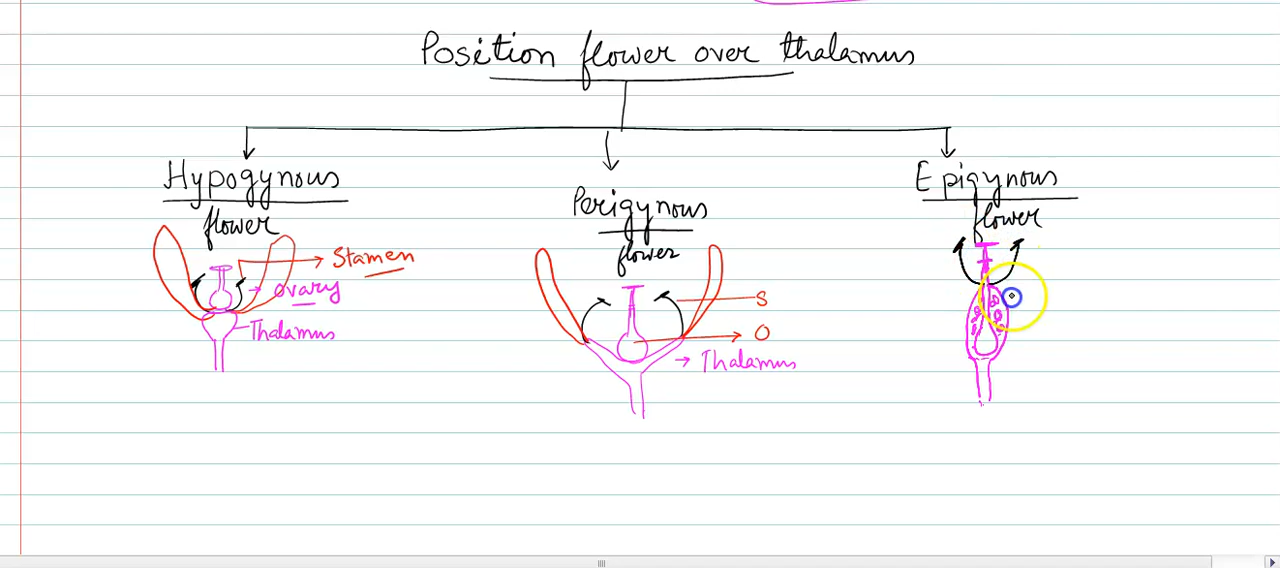 Position flower over thalamus
Hypogynous
flower
Perigynous
flower
Epigynous
flower
Stamen
ovary
Thalamus
S
O
Thalamus